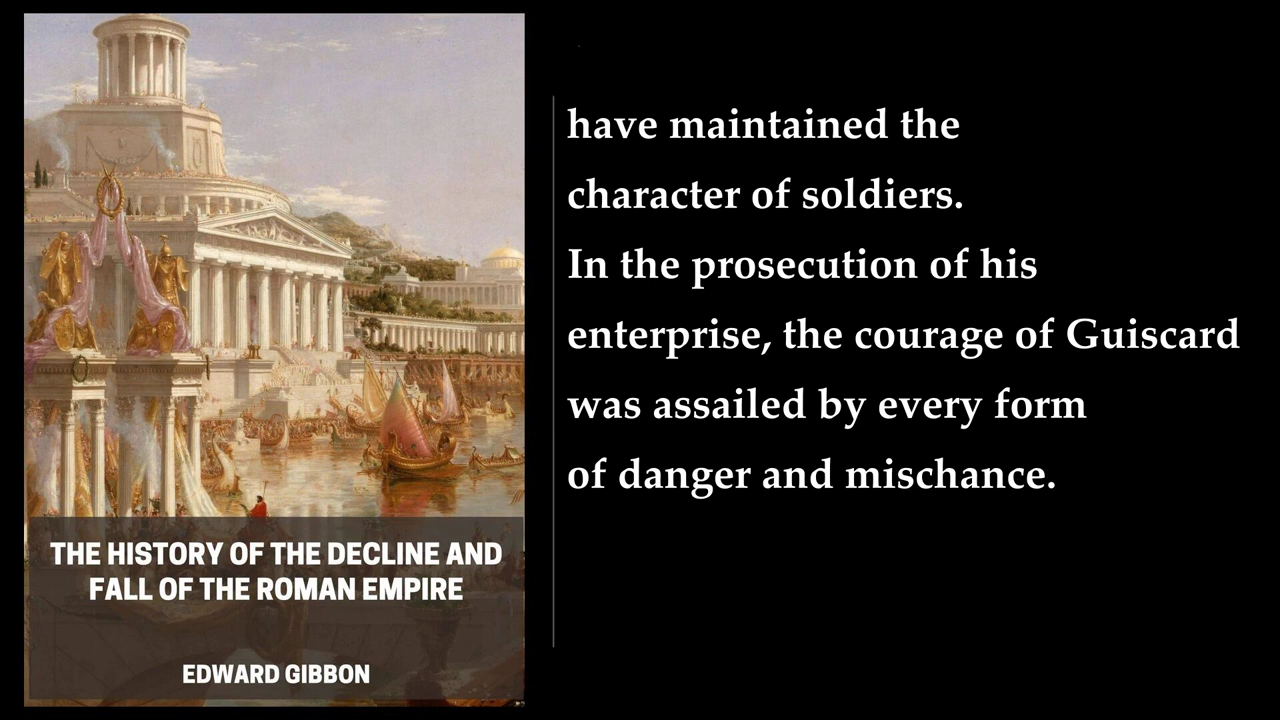 have maintained the
character of soldiers.
In the prosecution of his
enterprise, the courage of Guiscard
was assailed by every form
of danger and mischance.
THE HISTORY OF THE DECLINE AND
FALL OF THE ROMAN EMPIRE
EDWARD GIBBON